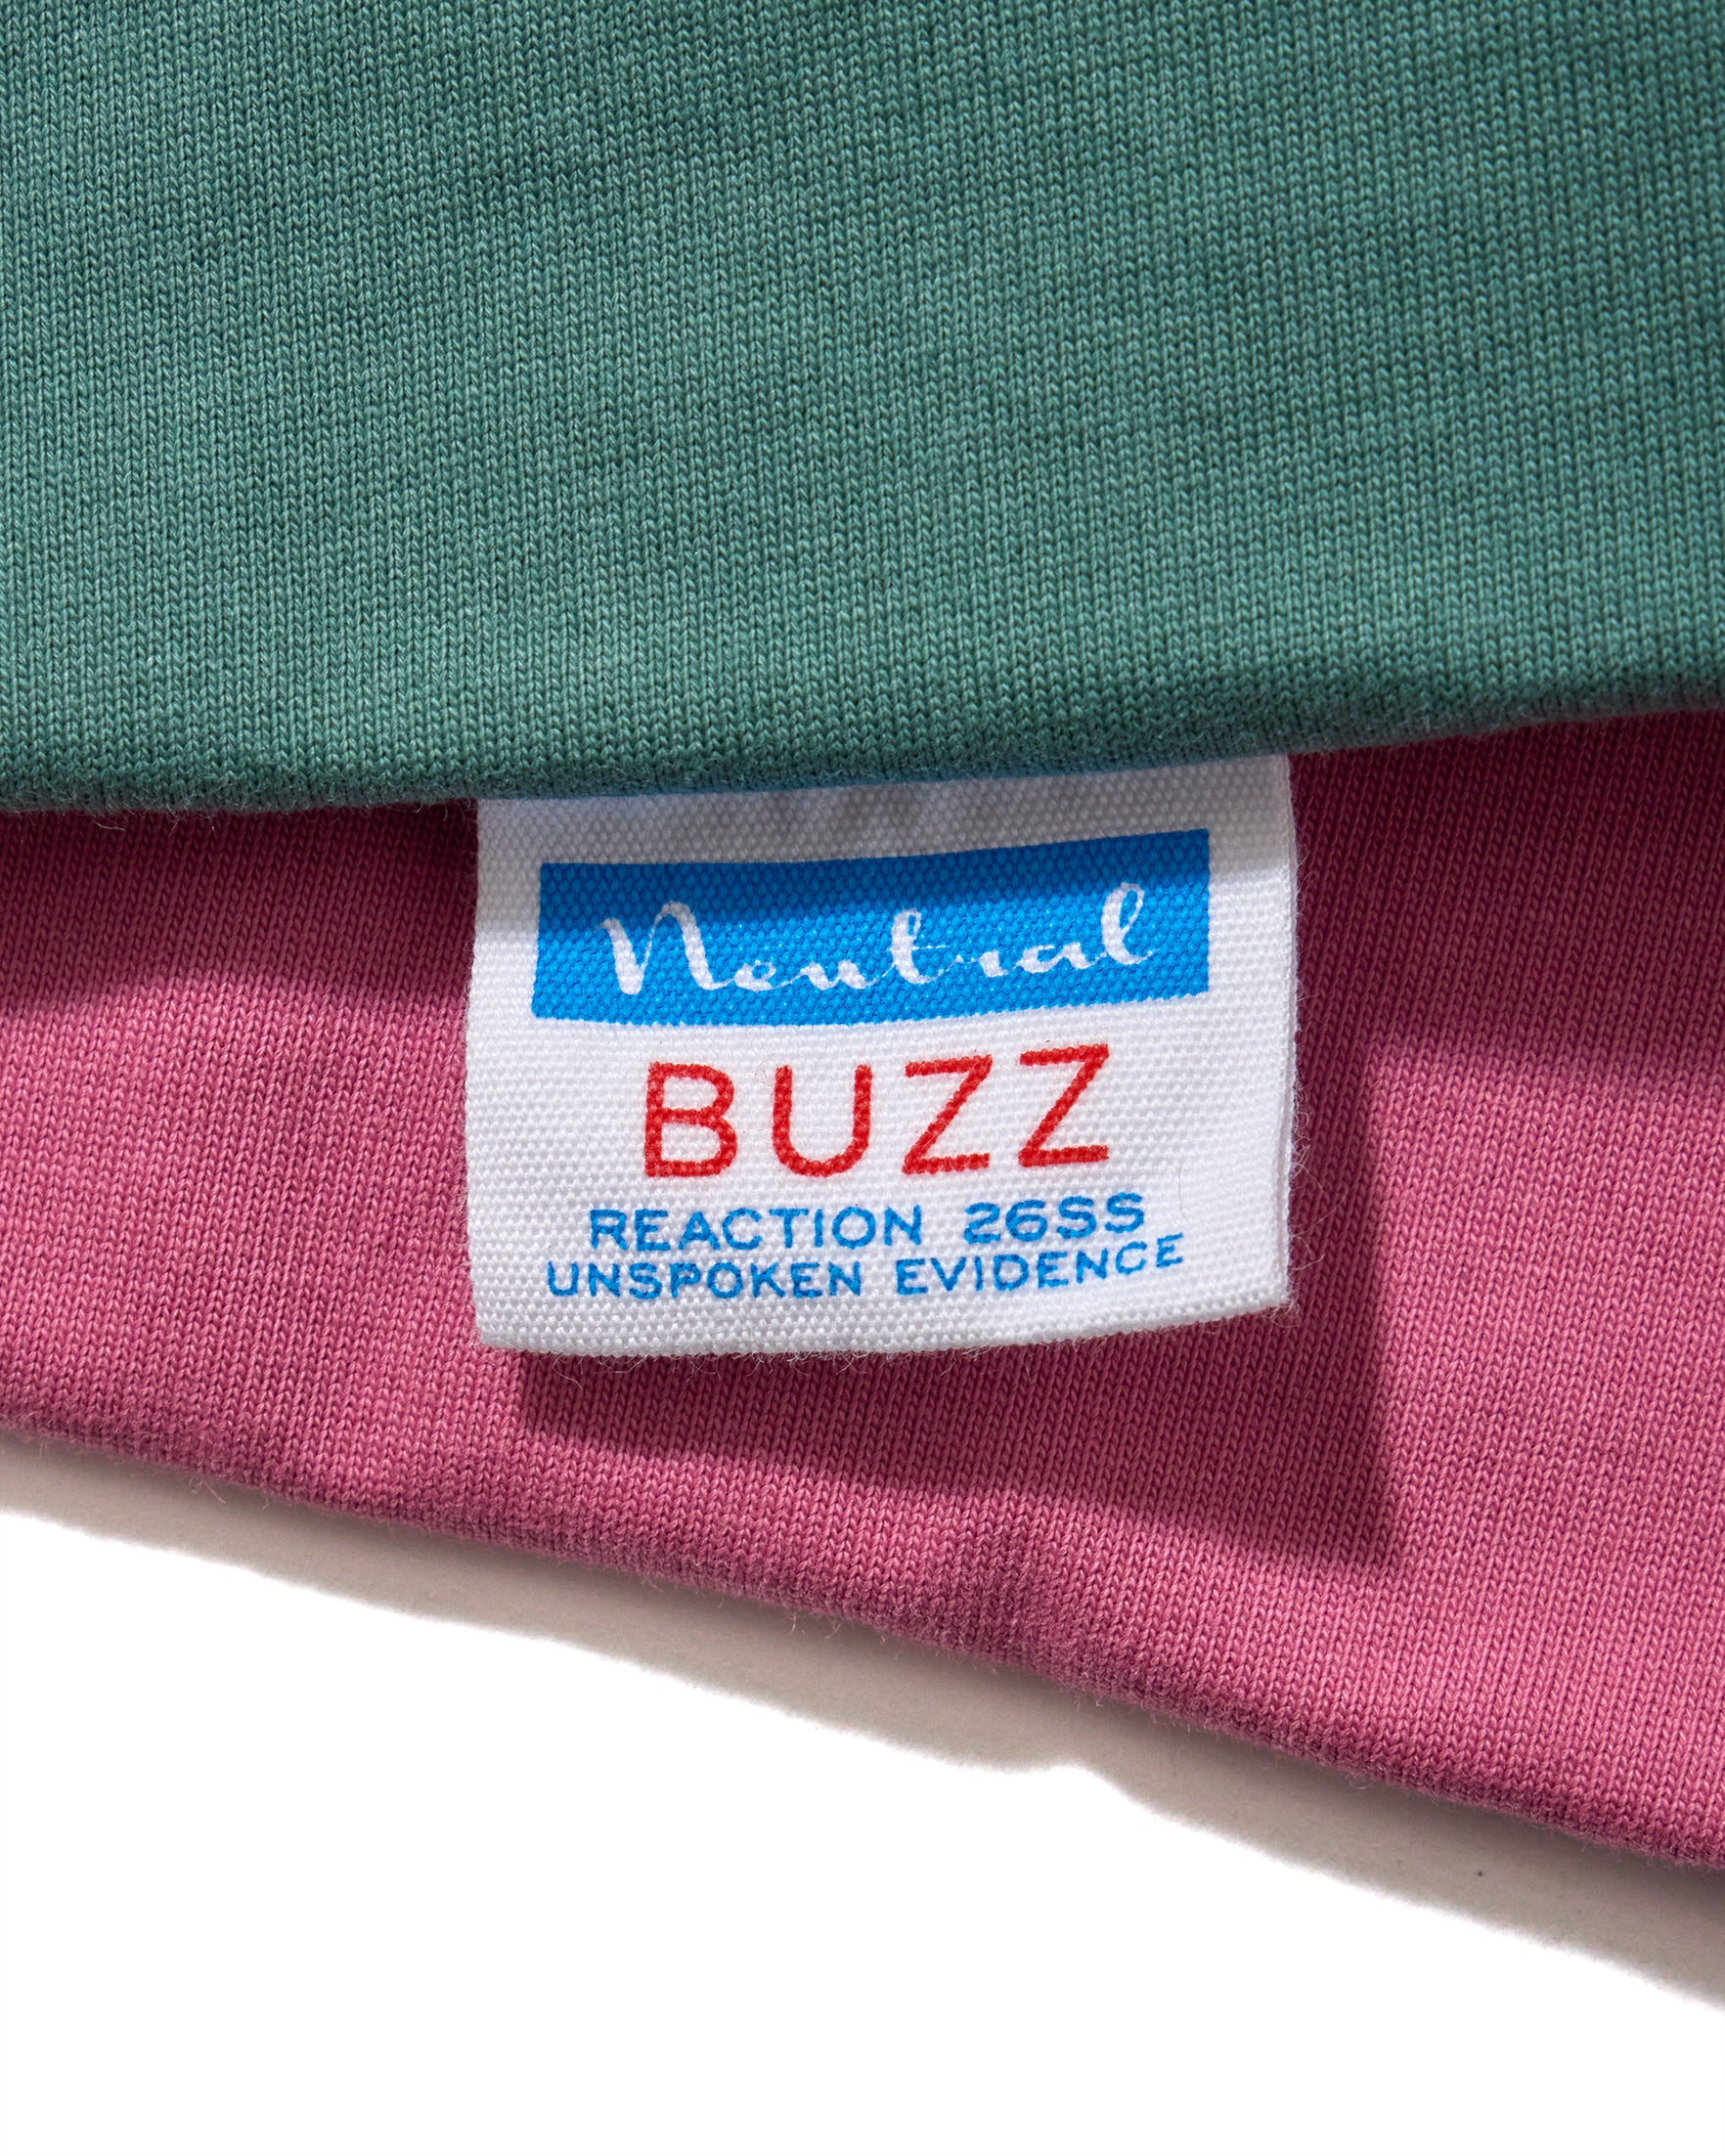 Neutral
BUZZ
REACTION 26SS
UNSPOKEN EVIDENCE